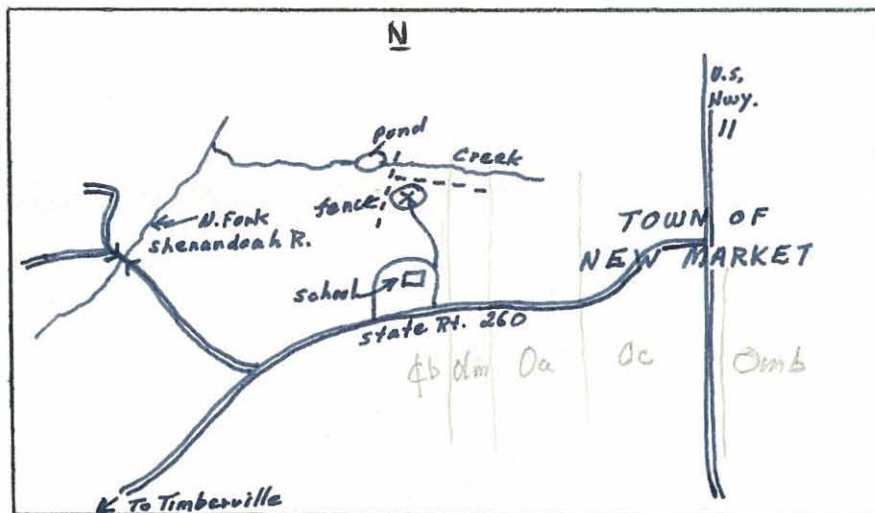 N
U.S.
Hwy.
11
pond
Creek
fence
N. Fork
Shenandoah R.
TOWN OF
NEW MARKET
school
State Rt. 260
Є̶b Om Oa Oc Omb
To Timberville